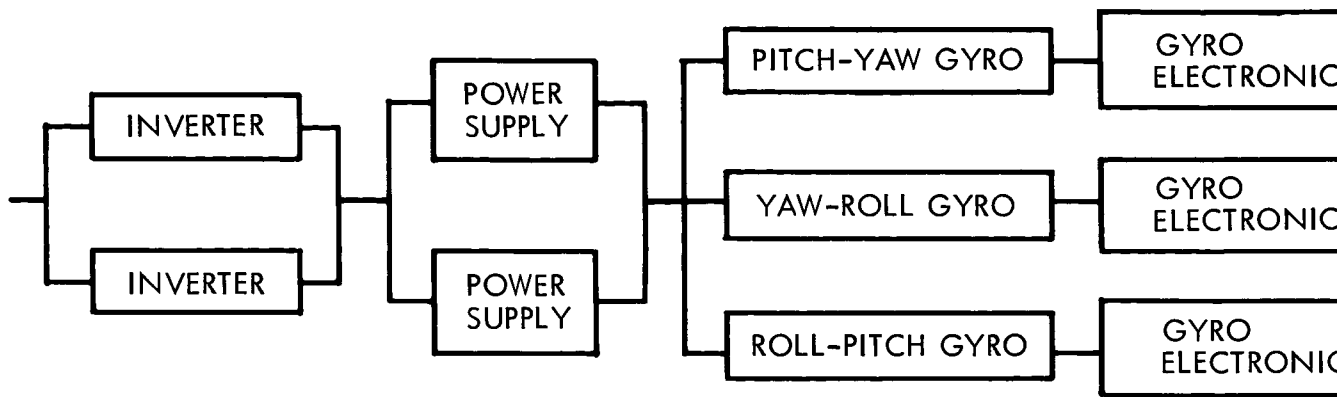 INVERTER
INVERTER
POWER
SUPPLY
POWER
SUPPLY
PITCH-YAW GYRO
YAW-ROLL GYRO
ROLL-PITCH GYRO
GYRO
ELECTRONIC
GYRO
ELECTRONIC
GYRO
ELECTRONIC